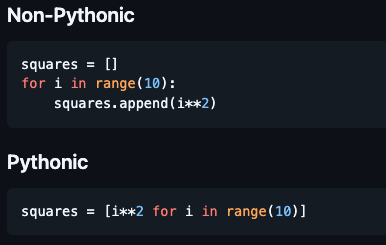 Non-Pythonic
squares = []
for i in range(10):
    squares.append(i**2)
Pythonic
squares = [i**2 for i in range(10)]